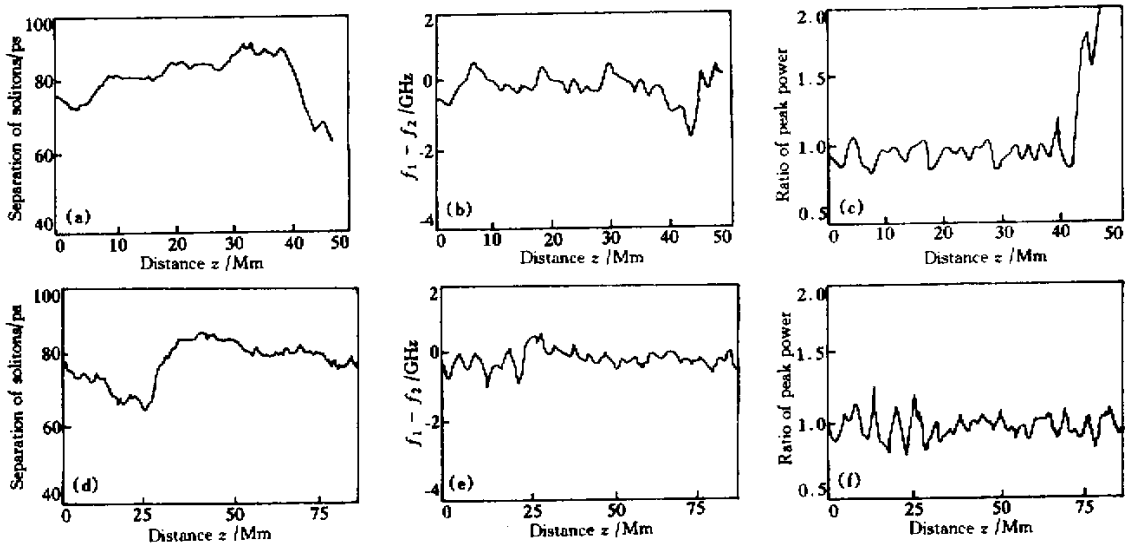 Separation of solitons/ps
100
80
60
40
(a)
0 10 20 30 40 50
Distance z /Mm
f1 − f2 /GHz
2
0
-2
-4
(b)
0 10 20 30 40 50
Distance z /Mm
Ratio of peak power
2.0
1.5
1.0
0.5
(c)
0 10 20 30 40 50
Distance z /Mm
Separation of solitons/ps
100
80
60
40
(d)
0 25 50 75
Distance z /Mm
f1 − f2 /GHz
2
0
-2
-4
(e)
0 25 50 75
Distance z /Mm
Ratio of peak power
2.0
1.5
1.0
0.5
(f)
0 25 50 75
Distance z /Mm